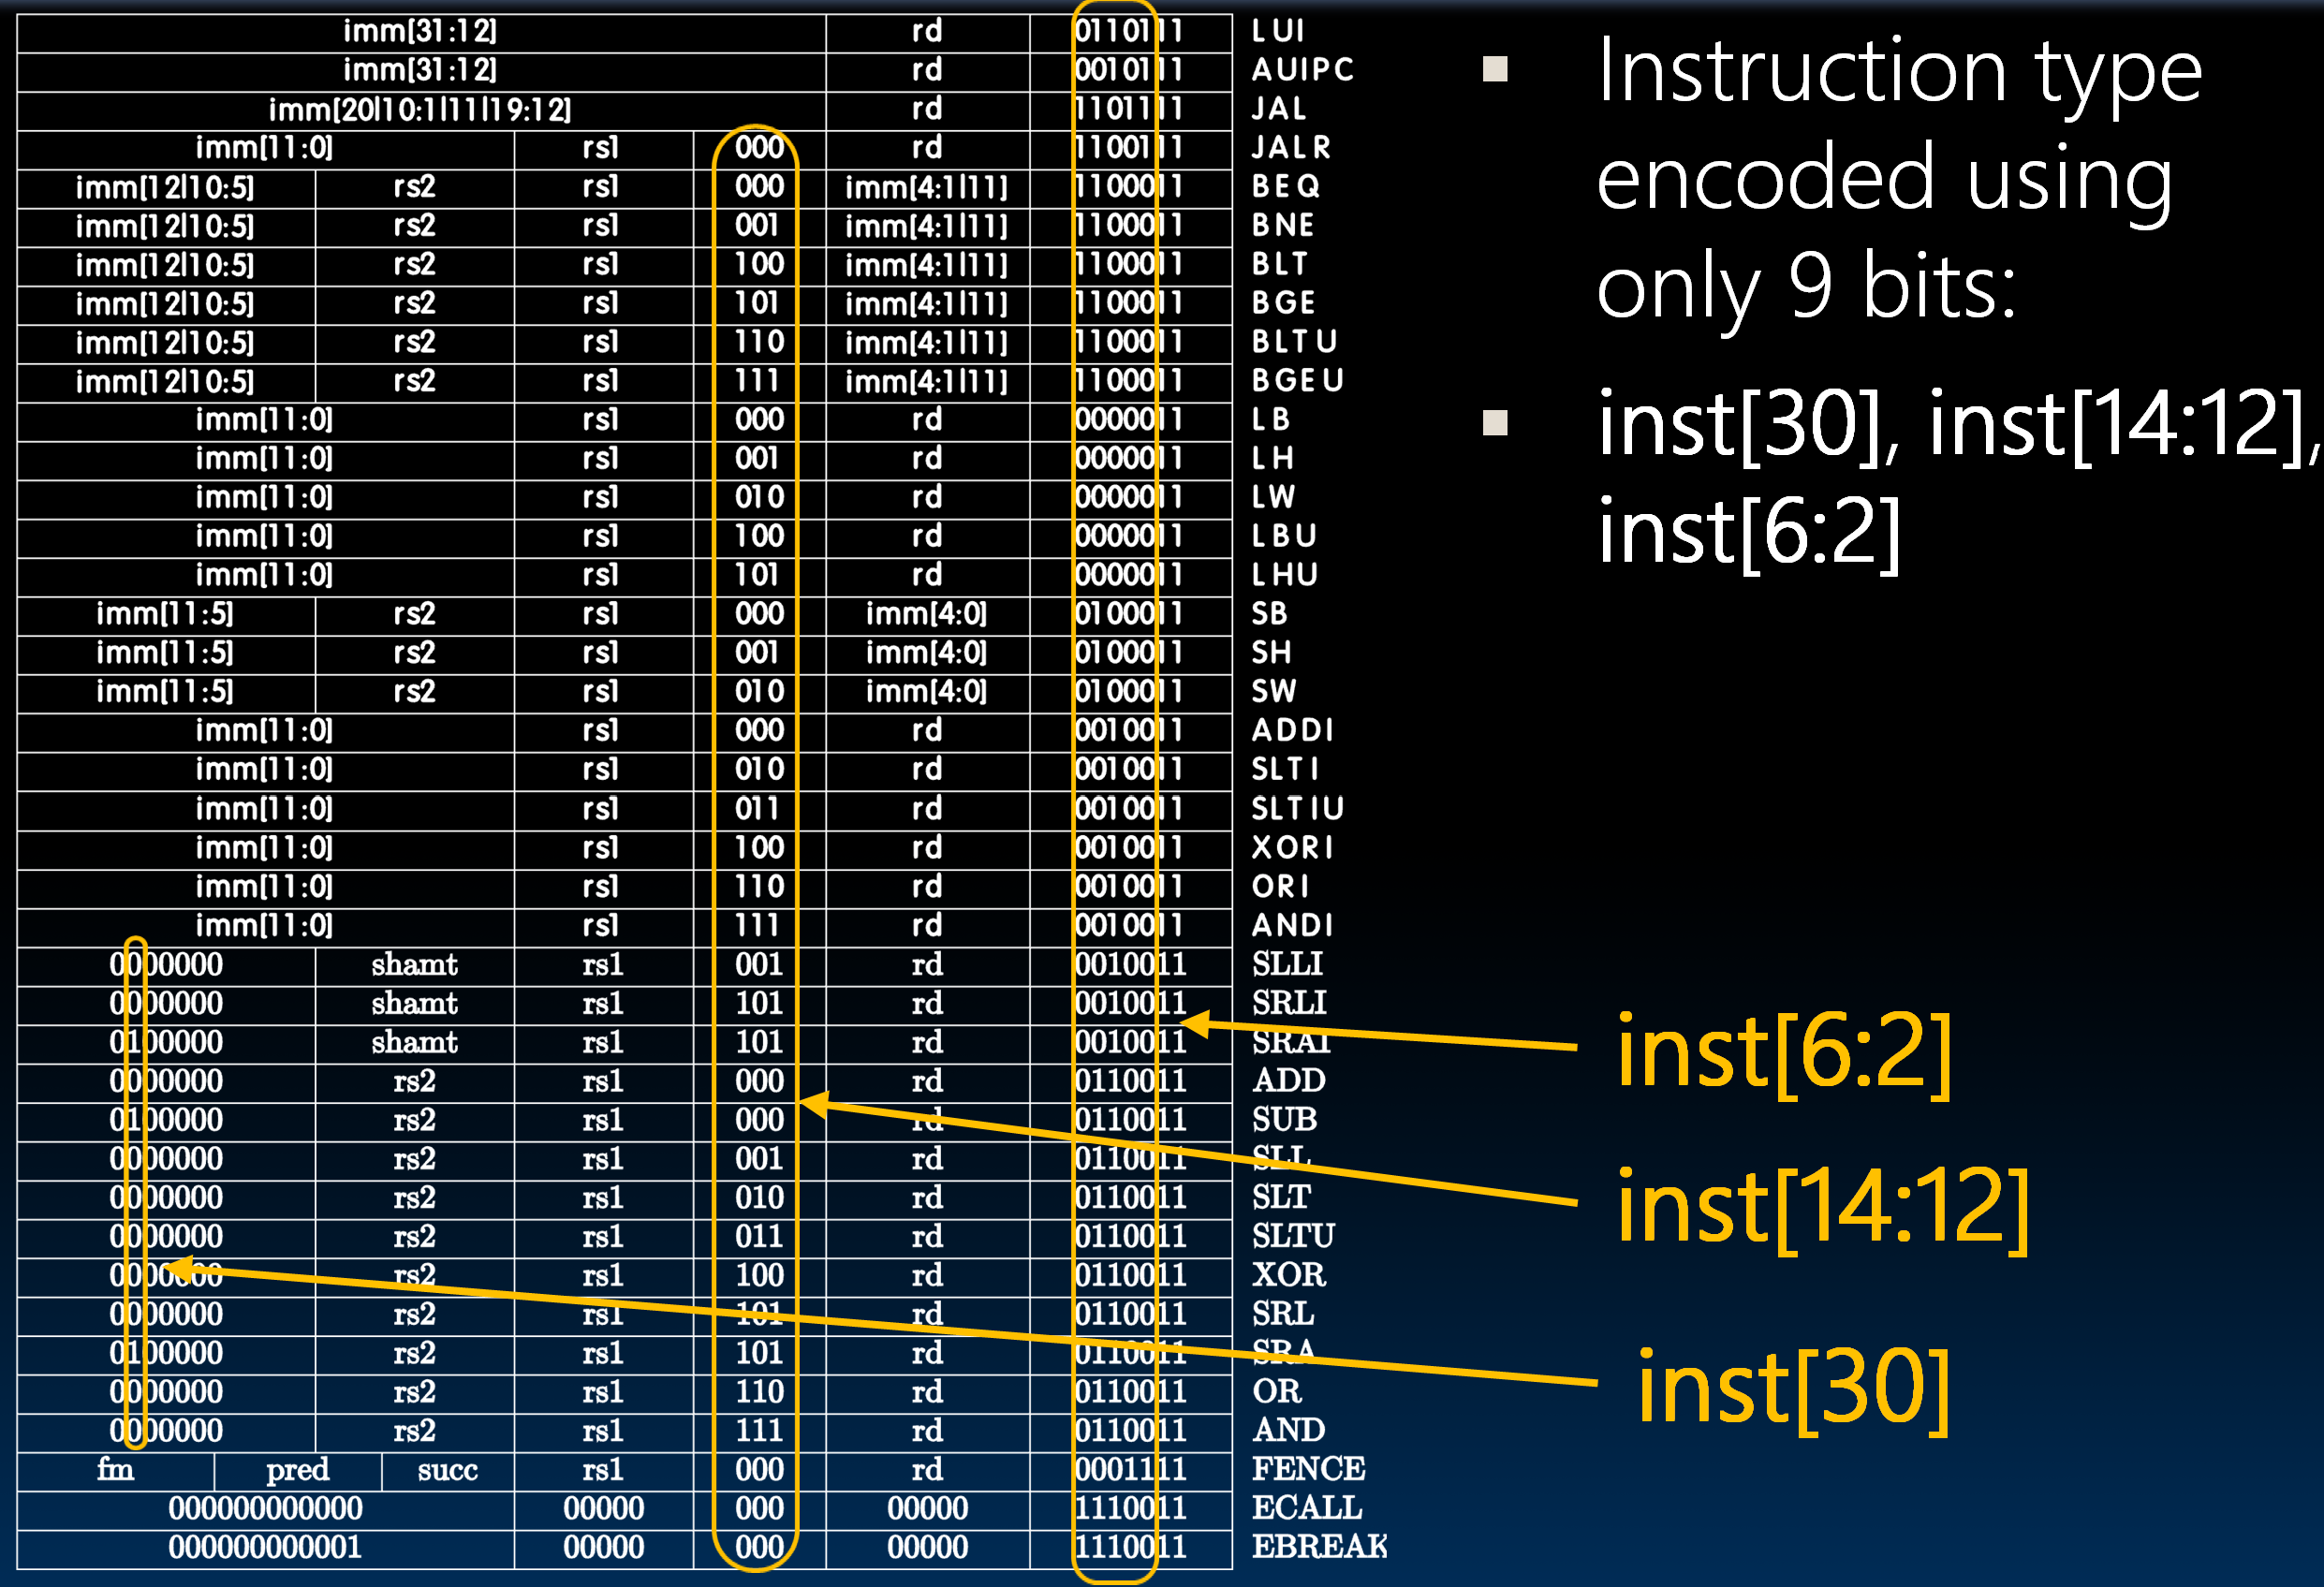 imm[31:12] rd 0110111 LUI
imm[31:12] rd 0010111 AUIPC
imm[20|10:1|11|19:12] rd 1101111 JAL
imm[11:0] rs1 000 rd 1100111 JALR
imm[12|10:5] rs2 rs1 000 imm[4:1|11] 1100011 BEQ
imm[12|10:5] rs2 rs1 001 imm[4:1|11] 1100011 BNE
imm[12|10:5] rs2 rs1 100 imm[4:1|11] 1100011 BLT
imm[12|10:5] rs2 rs1 101 imm[4:1|11] 1100011 BGE
imm[12|10:5] rs2 rs1 110 imm[4:1|11] 1100011 BLTU
imm[12|10:5] rs2 rs1 111 imm[4:1|11] 1100011 BGEU
imm[11:0] rs1 000 rd 0000011 LB
imm[11:0] rs1 001 rd 0000011 LH
imm[11:0] rs1 010 rd 0000011 LW
imm[11:0] rs1 100 rd 0000011 LBU
imm[11:0] rs1 101 rd 0000011 LHU
imm[11:5] rs2 rs1 000 imm[4:0] 0100011 SB
imm[11:5] rs2 rs1 001 imm[4:0] 0100011 SH
imm[11:5] rs2 rs1 010 imm[4:0] 0100011 SW
imm[11:0] rs1 000 rd 0010011 ADDI
imm[11:0] rs1 010 rd 0010011 SLTI
imm[11:0] rs1 011 rd 0010011 SLTIU
imm[11:0] rs1 100 rd 0010011 XORI
imm[11:0] rs1 110 rd 0010011 ORI
imm[11:0] rs1 111 rd 0010011 ANDI
0000000 shamt rs1 001 rd 0010011 SLLI
0000000 shamt rs1 101 rd 0010011 SRLI
0100000 shamt rs1 101 rd 0010011 SRAI
0000000 rs2 rs1 000 rd 0110011 ADD
0100000 rs2 rs1 000 rd 0110011 SUB
0000000 rs2 rs1 001 rd 0110011 SLL
0000000 rs2 rs1 010 rd 0110011 SLT
0000000 rs2 rs1 011 rd 0110011 SLTU
0000000 rs2 rs1 100 rd 0110011 XOR
0000000 rs2 rs1 101 rd 0110011 SRL
0100000 rs2 rs1 101 rd 0110011 SRA
0000000 rs2 rs1 110 rd 0110011 OR
0000000 rs2 rs1 111 rd 0110011 AND
fm pred succ rs1 000 rd 0001111 FENCE
000000000000 00000 000 00000 1110011 ECALL
000000000001 00000 000 00000 1110011 EBREAK
▪ Instruction type
encoded using
only 9 bits:
▪ inst[30], inst[14:12],
inst[6:2]
inst[6:2]
inst[14:12]
inst[30]